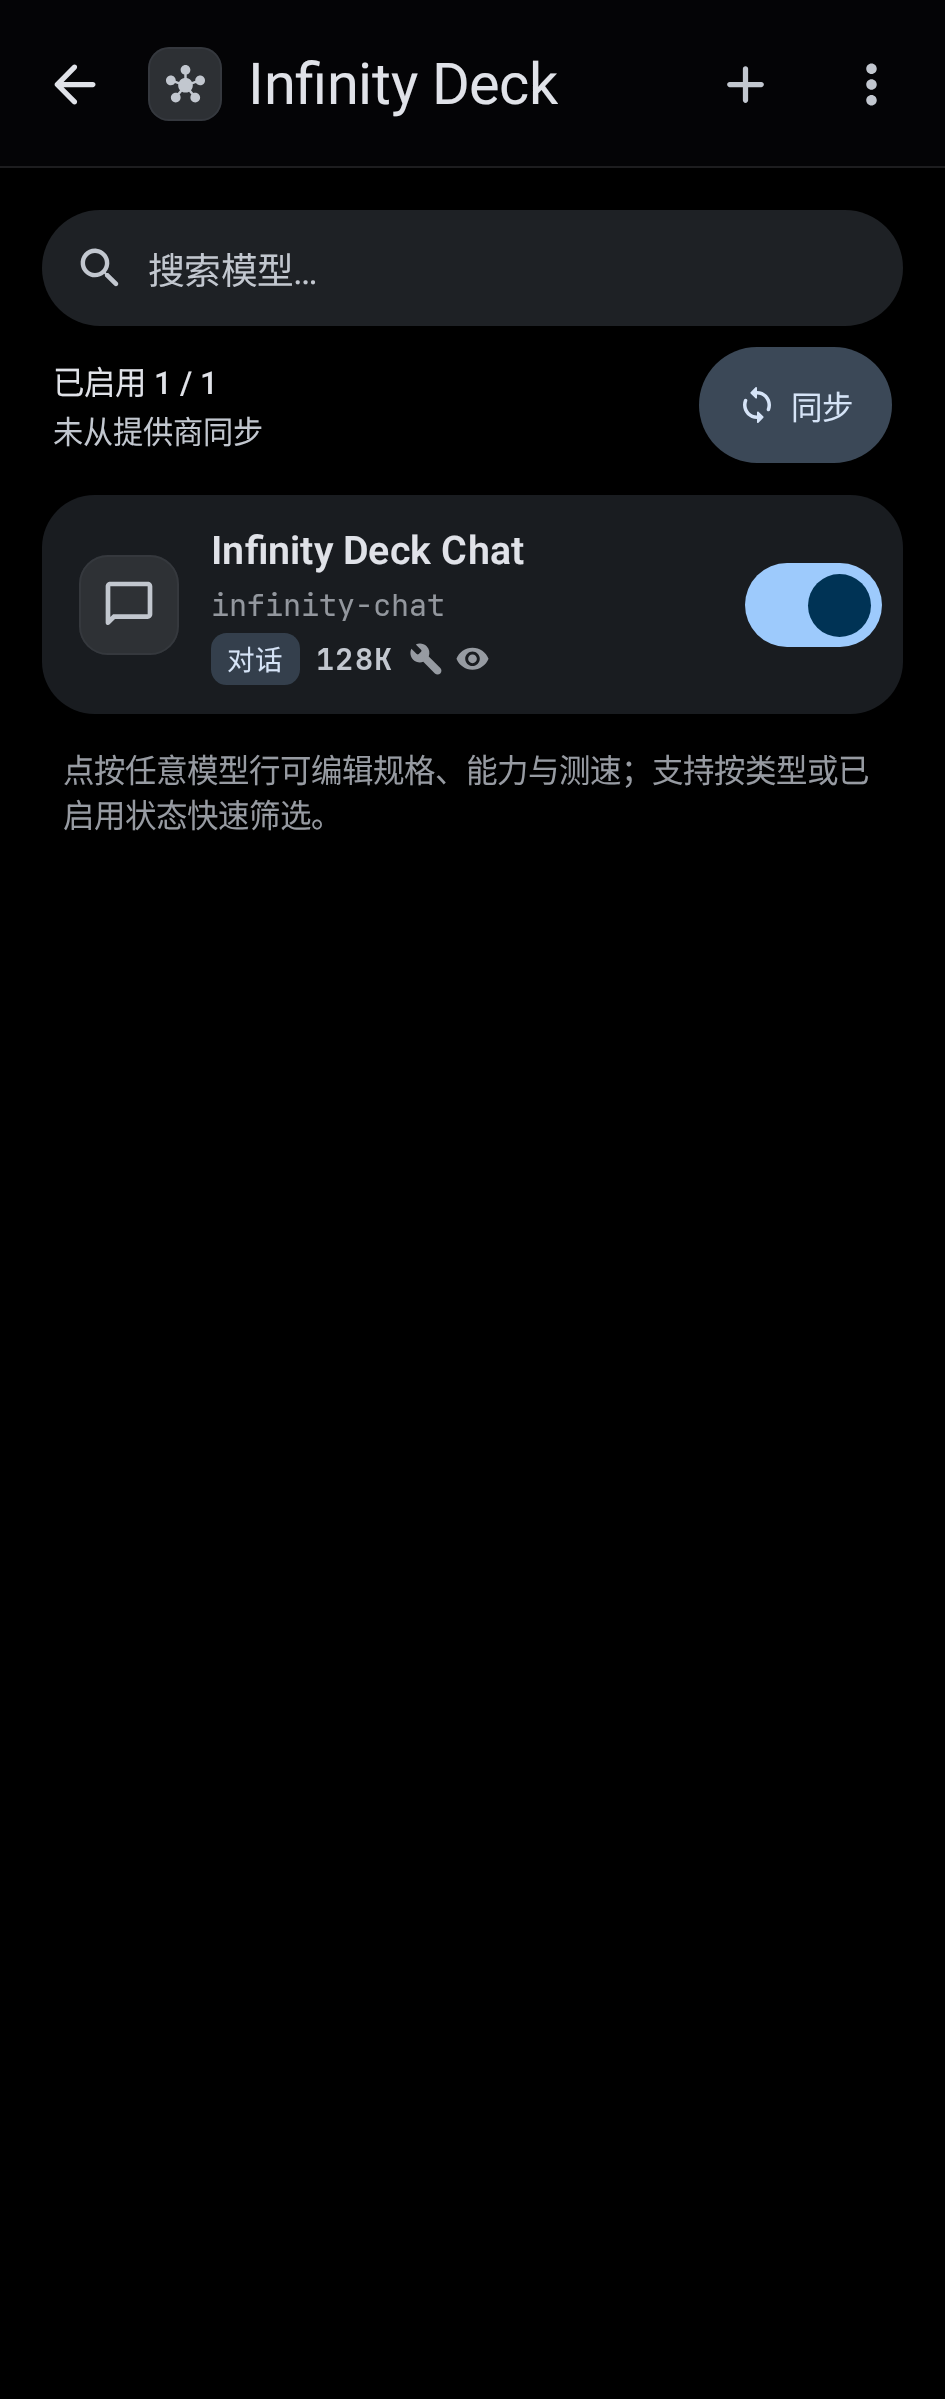 Infinity Deck
搜索模型...
已启用 1 / 1
未从提供商同步
同步
Infinity Deck Chat
infinity-chat
对话 128K
点按任意模型行可编辑规格、能力与测速；支持按类型或已
启用状态快速筛选。